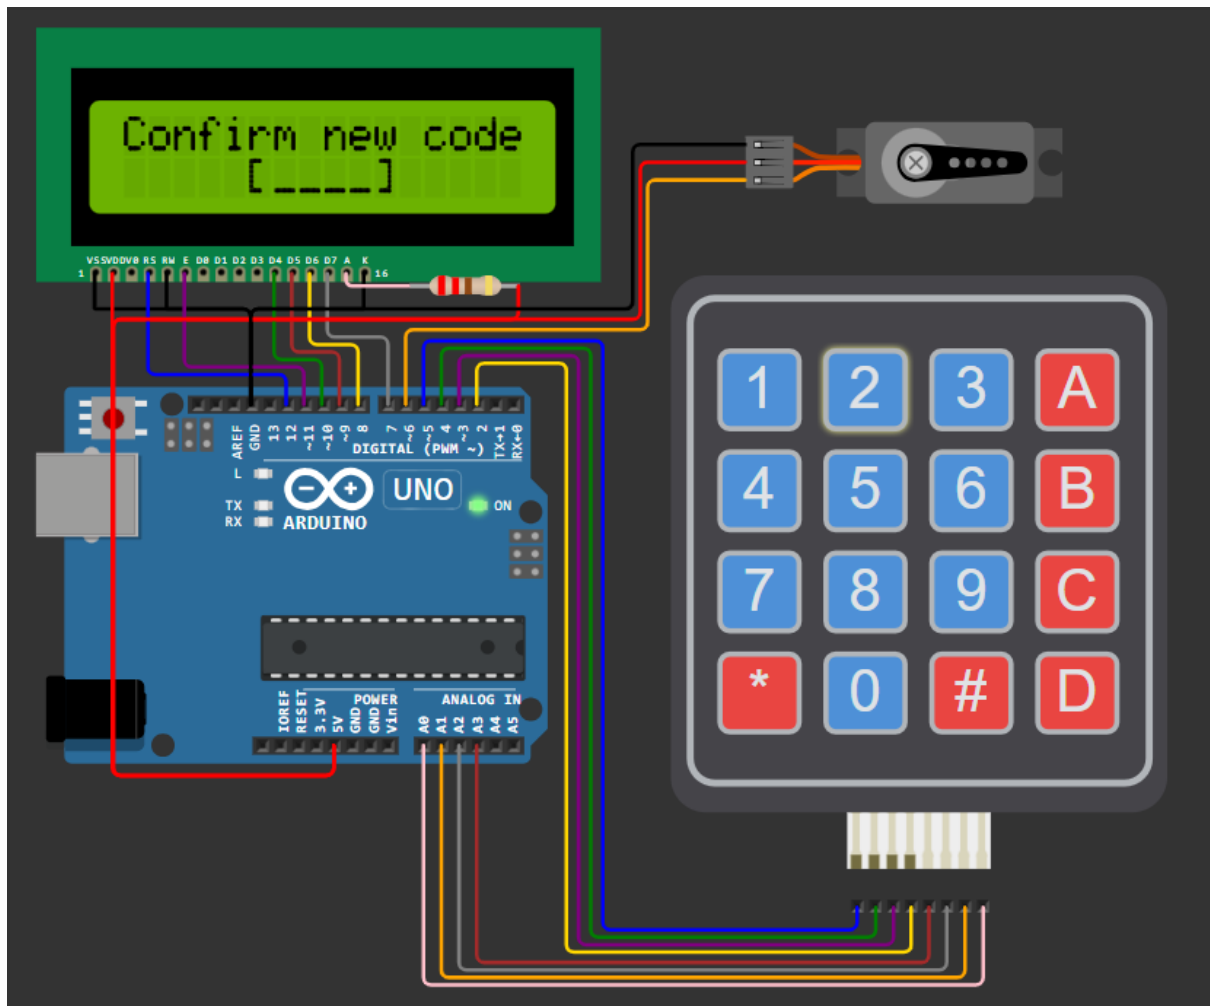 Confirm new code
[____]
1 VSS VDD V0 RS RW E D0 D1 D2 D3 D4 D5 D6 D7 A K 16
AREF GND 13 12 ~11 ~10 ~9 8 7 ~6 ~5 4 ~3 2 TX→1 RX←0
DIGITAL (PWM ~)
L
TX
RX
UNO
ON
ARDUINO
POWER
ANALOG IN
IOREF RESET 3.3V 5V GND GND Vin A0 A1 A2 A3 A4 A5
1 2 3 A
4 5 6 B
7 8 9 C
* 0 # D